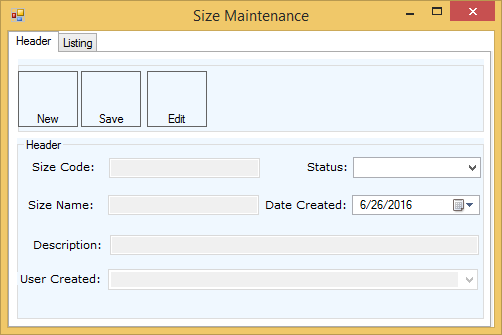 Size Maintenance
Header Listing
New Save Edit
Header
Size Code: Status:
Size Name: Date Created: 6/26/2016
Description:
User Created: